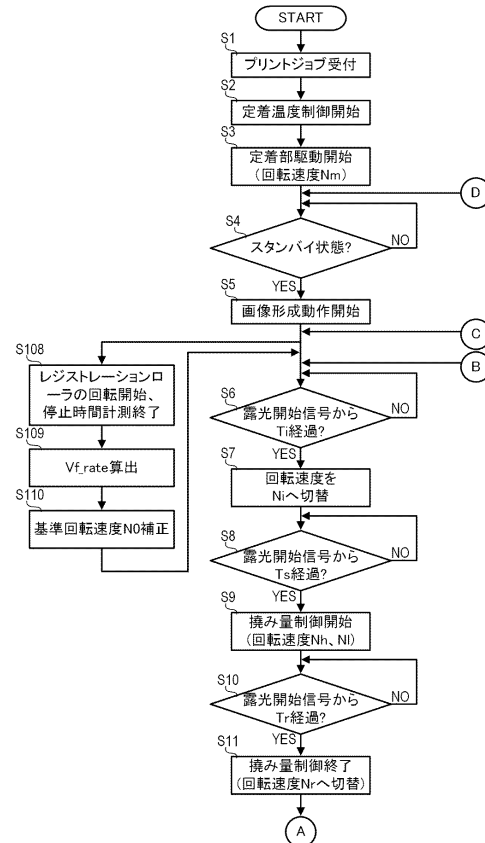 START
S1
プリントジョブ受付
S2
定着温度制御開始
S3
定着部駆動開始
(回転速度Nm)
D
S4
スタンバイ状態?
NO
YES
S5
画像形成動作開始
C
B
S108
レジストレーションロ
ーラの回転開始、
停止時間計測終了
S109
Vf_rate算出
S110
基準回転速度N0補正
S6
露光開始信号から
Ti経過?
NO
YES
S7
回転速度を
Niへ切替
S8
露光開始信号から
Ts経過?
NO
YES
S9
撓み量制御開始
(回転速度Nh、Nl)
S10
露光開始信号から
Tr経過?
NO
YES
S11
撓み量制御終了
(回転速度Nrへ切替)
A